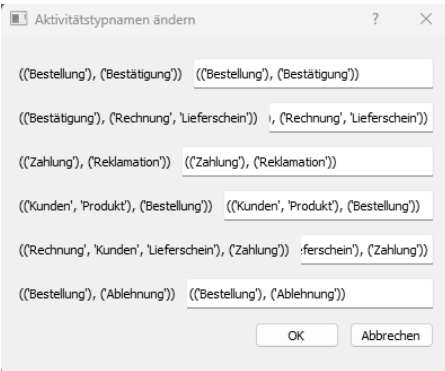 Aktivitätstypnamen ändern ?
(('Bestellung'), ('Bestätigung')) (('Bestellung'), ('Bestätigung'))
(('Bestätigung'), ('Rechnung', 'Lieferschein')) ), ('Rechnung', 'Lieferschein'))
(('Zahlung'), ('Reklamation')) (('Zahlung'), ('Reklamation'))
(('Kunden', 'Produkt'), ('Bestellung')) (('Kunden', 'Produkt'), ('Bestellung'))
(('Rechnung', 'Kunden', 'Lieferschein'), ('Zahlung')) eferschein'), ('Zahlung'))
(('Bestellung'), ('Ablehnung')) (('Bestellung'), ('Ablehnung'))
OK Abbrechen